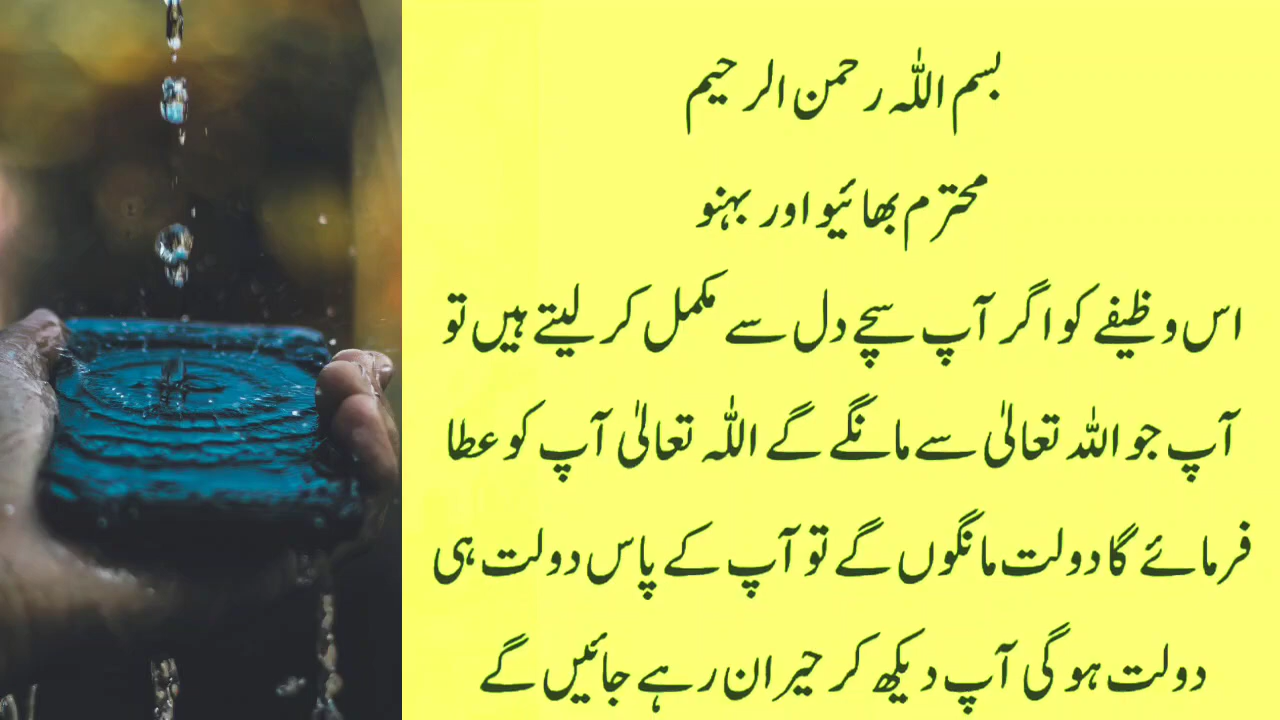 بسم اللہ رحمن الرحیم
محترم بھائیو اور بہنو
اس وظیفے کو اگر آپ سچے دل سے مکمل کر لیتے ہیں تو
آپ جو اللہ تعالیٰ سے مانگے گے اللہ تعالیٰ آپ کو عطا
فرمائے گا دولت مانگوں گے تو آپ کے پاس دولت ہی
دولت ہو گی آپ دیکھ کر حیران رہے جائیں گے